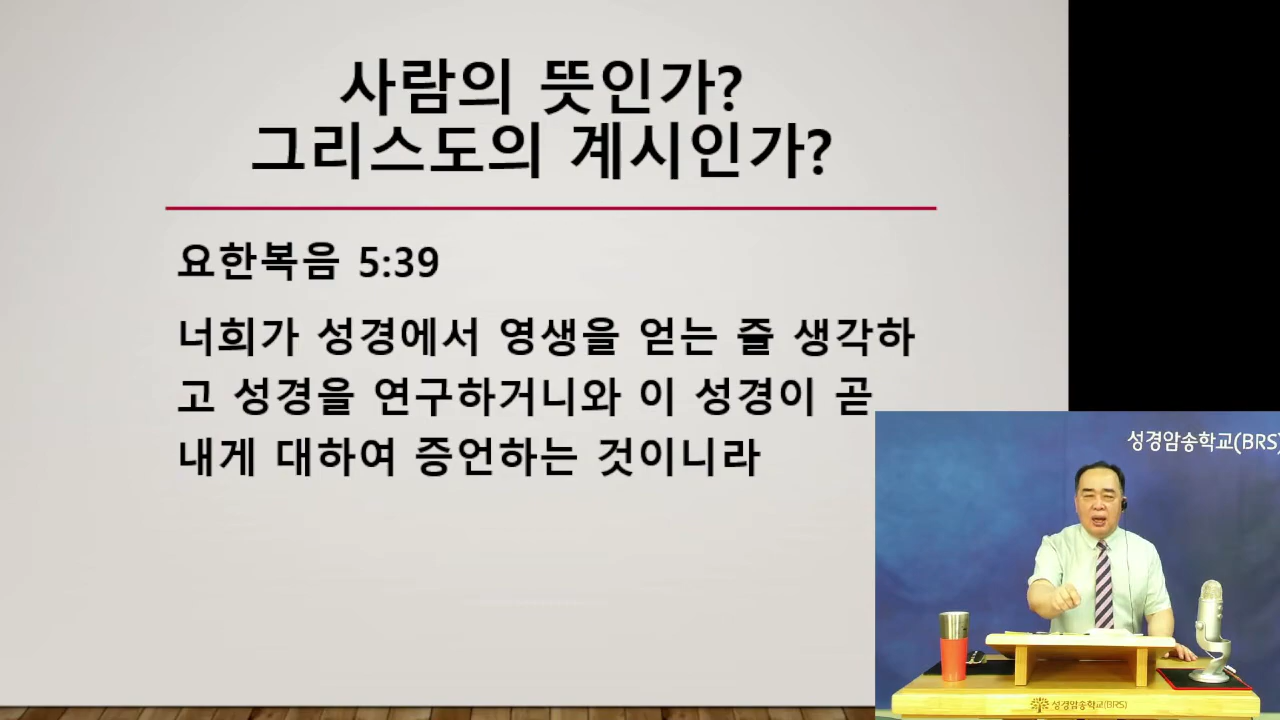 사람의 뜻인가?
그리스도의 계시인가?
요한복음 5:39
너희가 성경에서 영생을 얻는 줄 생각하
고 성경을 연구하거니와 이 성경이 곧
내게 대하여 증언하는 것이니라
성경암송학교(BRS)
성경암송학교(BRS)